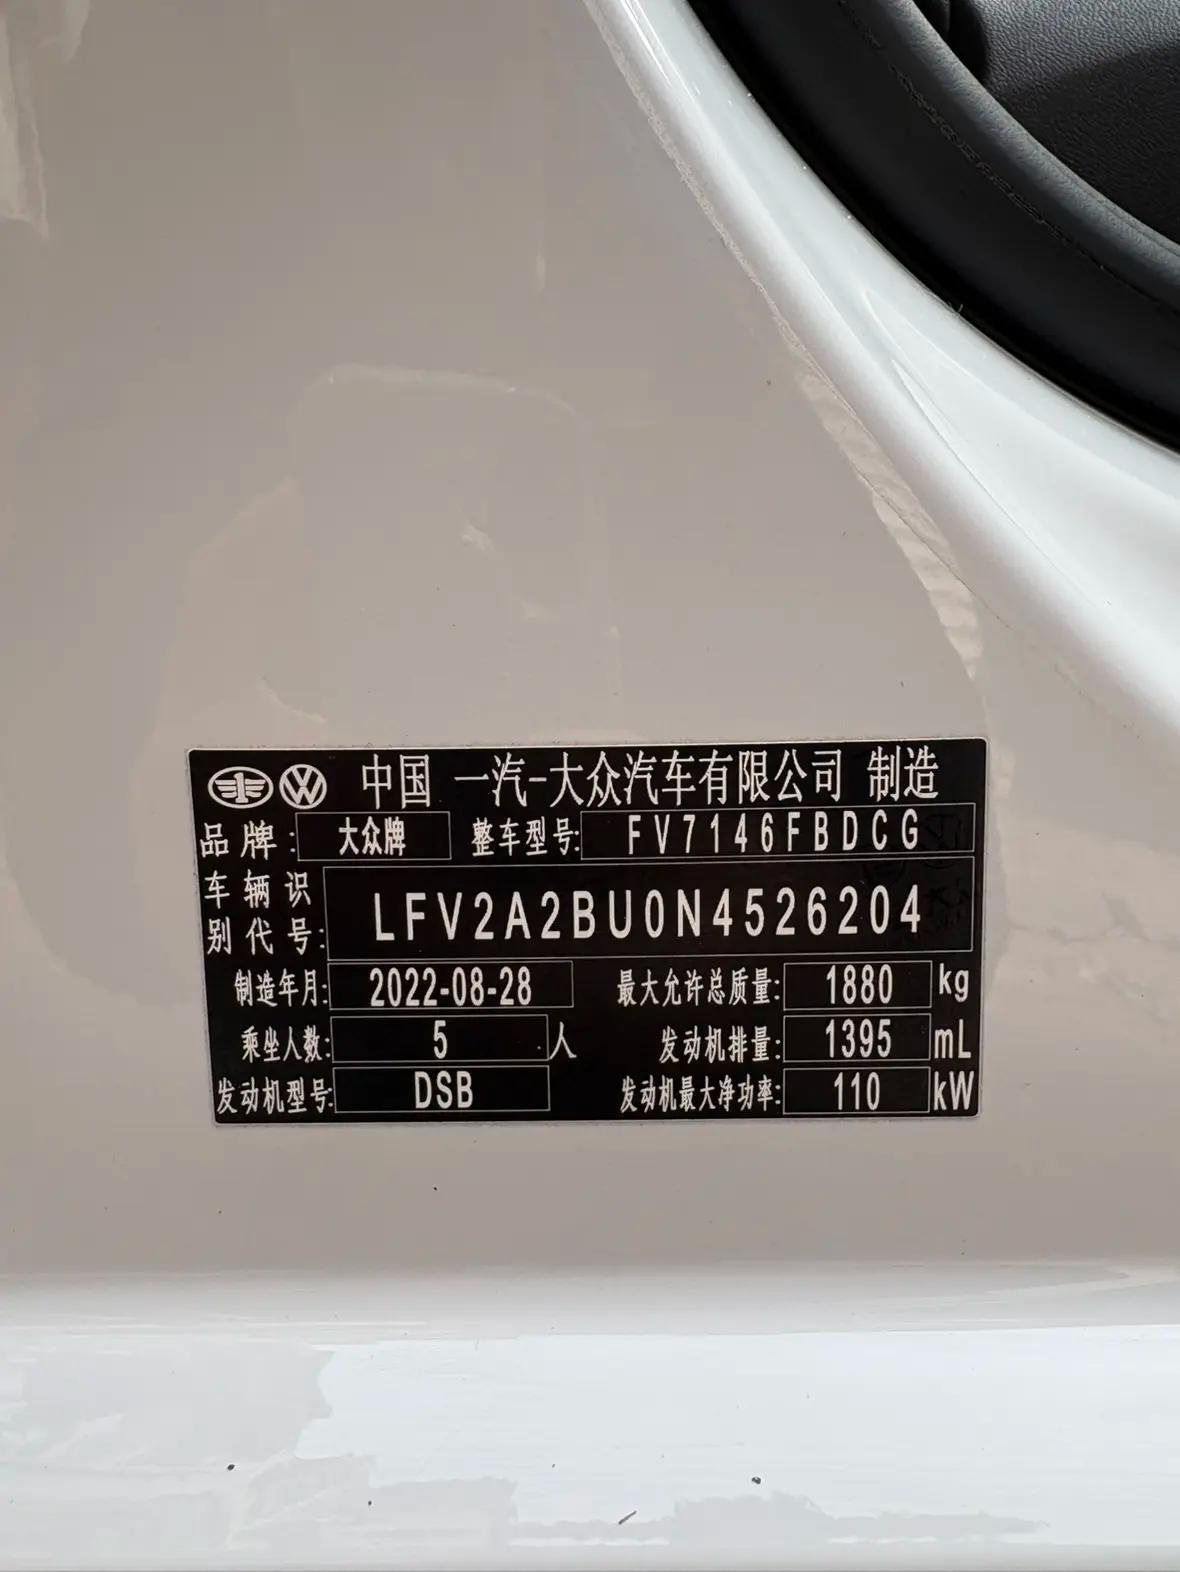 中国 一汽-大众汽车有限公司 制造
品牌: 大众牌 整车型号: FV7146FBDCG
车辆识别代号: LFV2A2BU0N4526204
制造年月: 2022-08-28 最大允许总质量: 1880 kg
乘坐人数: 5 人 发动机排量: 1395 mL
发动机型号: DSB 发动机最大净功率: 110 kW